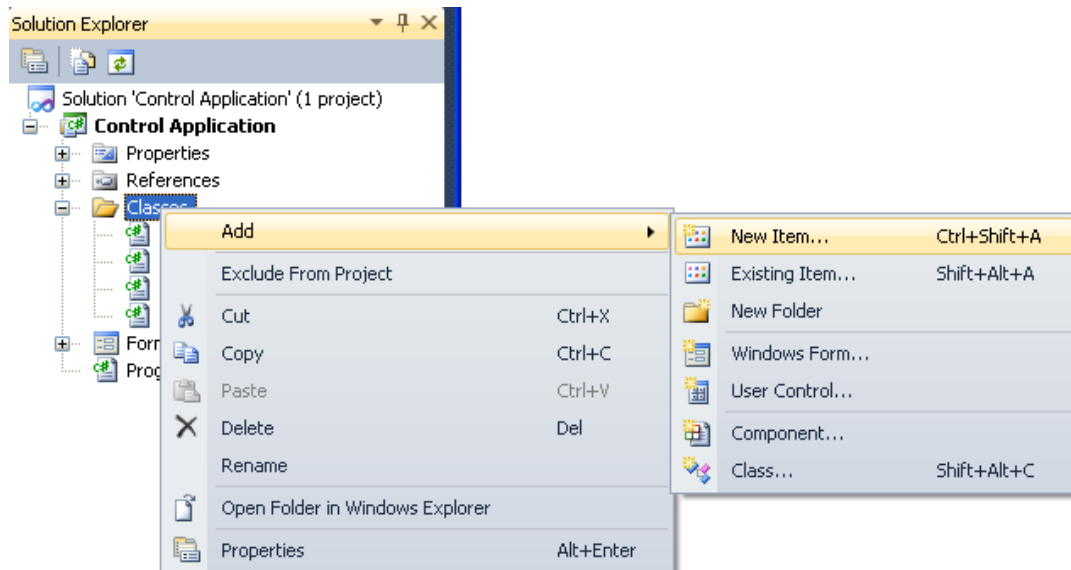 Solution Explorer
Solution 'Control Application' (1 project)
Control Application
Properties
References
Classes
Add
Exclude From Project
Cut Ctrl+X
Copy Ctrl+C
Paste Ctrl+V
Delete Del
Rename
Open Folder in Windows Explorer
Properties Alt+Enter
New Item... Ctrl+Shift+A
Existing Item... Shift+Alt+A
New Folder
Windows Form...
User Control...
Component...
Class... Shift+Alt+C